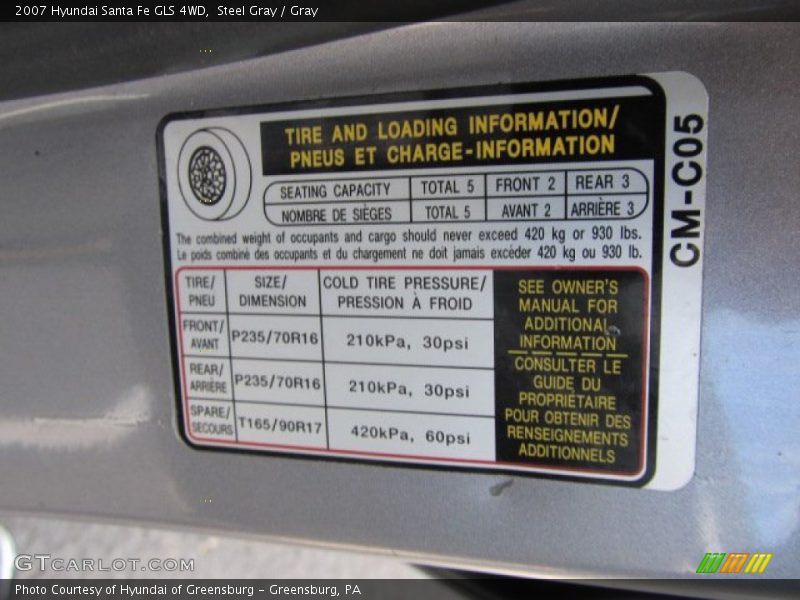 2007 Hyundai Santa Fe GLS 4WD, Steel Gray / Gray
TIRE AND LOADING INFORMATION/
PNEUS ET CHARGE-INFORMATION
SEATING CAPACITY TOTAL 5 FRONT 2 REAR 3
NOMBRE DE SIÈGES TOTAL 5 AVANT 2 ARRIÈRE 3
The combined weight of occupants and cargo should never exceed 420 kg or 930 lbs.
Le poids combiné des occupants et du chargement ne doit jamais excéder 420 kg ou 930 lb.
TIRE/
PNEU
SIZE/
DIMENSION
COLD TIRE PRESSURE/
PRESSION À FROID
FRONT/
AVANT
P235/70R16
210kPa, 30psi
REAR/
ARRIÈRE
P235/70R16
210kPa, 30psi
SPARE/
SECOURS
T165/90R17
420kPa, 60psi
SEE OWNER'S
MANUAL FOR
ADDITIONAL
INFORMATION
CONSULTER LE
GUIDE DU
PROPRIÉTAIRE
POUR OBTENIR DES
RENSEIGNEMENTS
ADDITIONNELS
CM-C05
GTCARLOT.COM
Photo Courtesy of Hyundai of Greensburg - Greensburg, PA